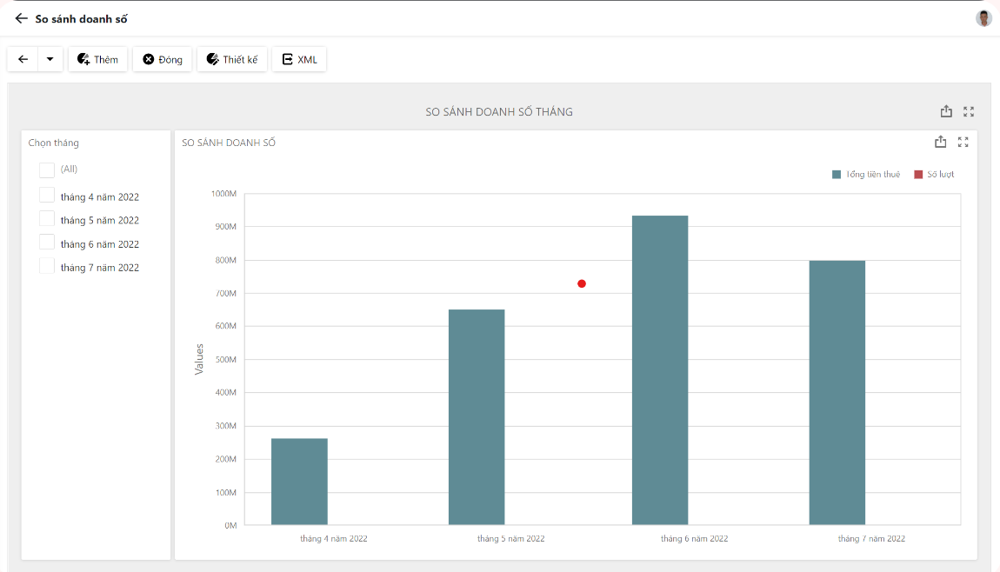 So sánh doanh số
Thêm
Đóng
Thiết kế
XML
SO SÁNH DOANH SỐ THÁNG
Chọn tháng
(All)
tháng 4 năm 2022
tháng 5 năm 2022
tháng 6 năm 2022
tháng 7 năm 2022
SO SÁNH DOANH SỐ
Tổng tiền thuê
Số lượt
1000M
900M
800M
700M
600M
500M
400M
300M
200M
100M
0M
Values
tháng 4 năm 2022
tháng 5 năm 2022
tháng 6 năm 2022
tháng 7 năm 2022